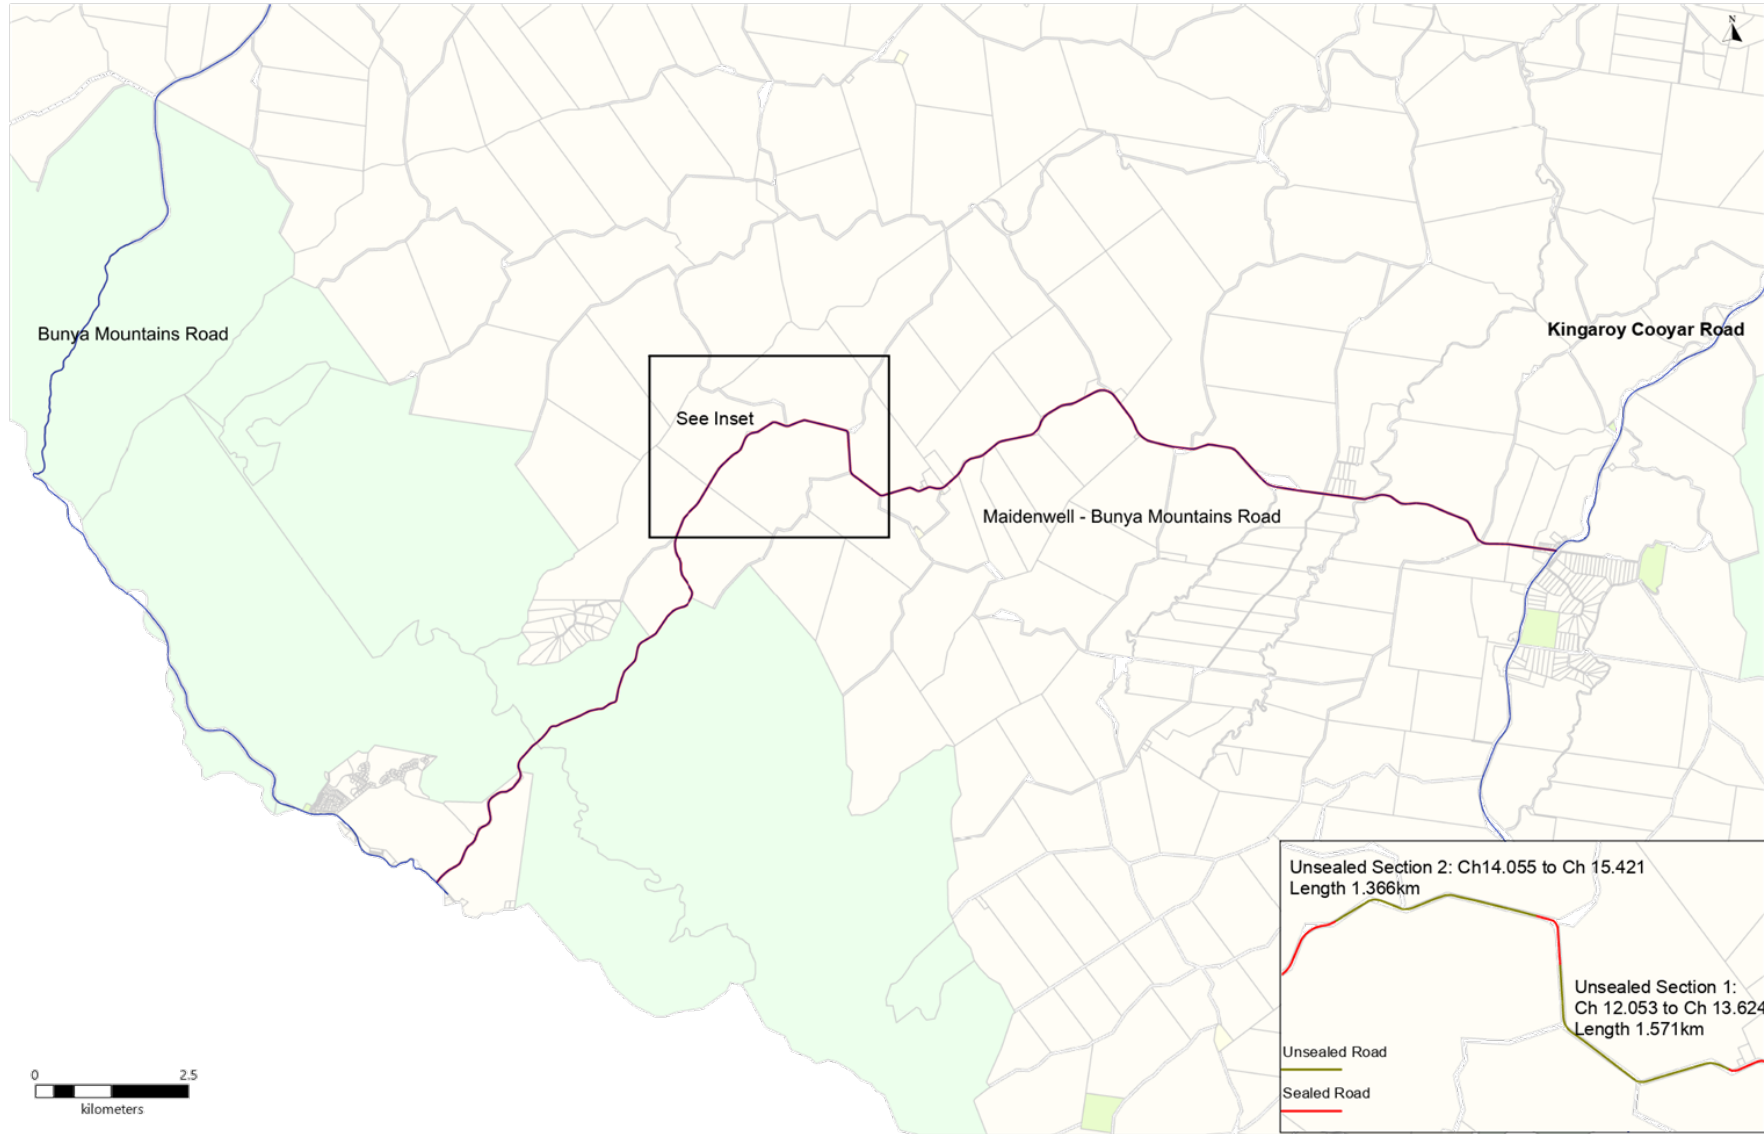 N
Bunya Mountains Road
Kingaroy Cooyar Road
See Inset
Maidenwell - Bunya Mountains Road
Unsealed Section 2: Ch14.055 to Ch 15.421
Length 1.366km
Unsealed Section 1:
Ch 12.053 to Ch 13.624
Length 1.571km
Unsealed Road
Sealed Road
0 2.5
kilometers